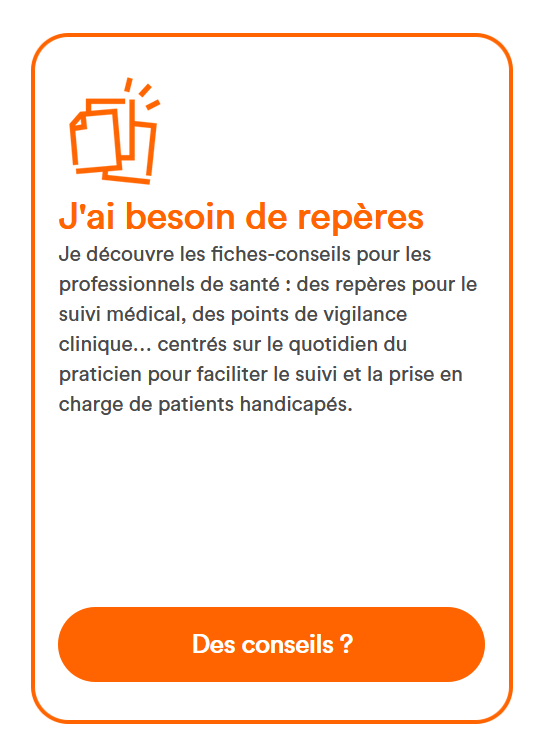 J'ai besoin de repères
Je découvre les fiches-conseils pour les
professionnels de santé : des repères pour le
suivi médical, des points de vigilance
clinique… centrés sur le quotidien du
praticien pour faciliter le suivi et la prise en
charge de patients handicapés.
Des conseils ?